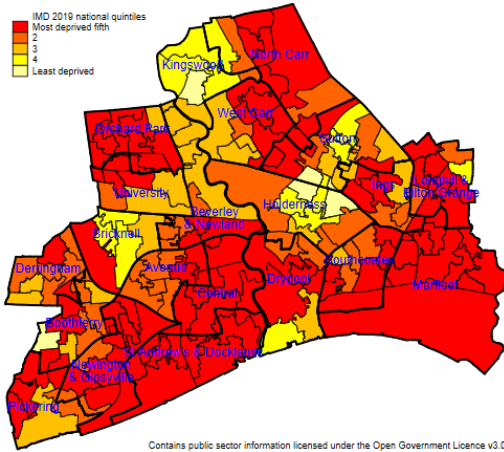 IMD 2019 national quintiles
Most deprived fifth
2
3
4
Least deprived
North Carr
Kingswood
West Carr
Orchard Park
Sutton
Ings
Longhill &
Bilton Grange
University
Holderness
Beverley
& Newland
Bricknell
Avenue
Southcoates
Derringham
Drypool
Marfleet
Central
Boothferry
St Andrew's & Docklands
Newington
& Gipsyville
Pickering
Contains public sector information licensed under the Open Government Licence v3.0